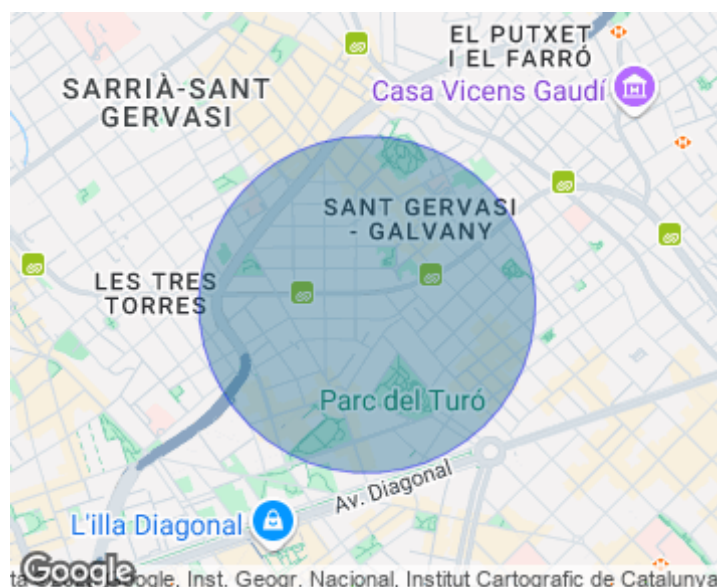 EL PUTXET
I EL FARRÓ
SARRIÀ-SANT
GERVASI
Casa Vicens Gaudí
SANT GERVASI
- GALVANY
LES TRES
TORRES
Parc del Turó
Av. Diagonal
L'illa Diagonal
Google
Google, Inst. Geogr. Nacional, Institut Cartografic de Catalunya